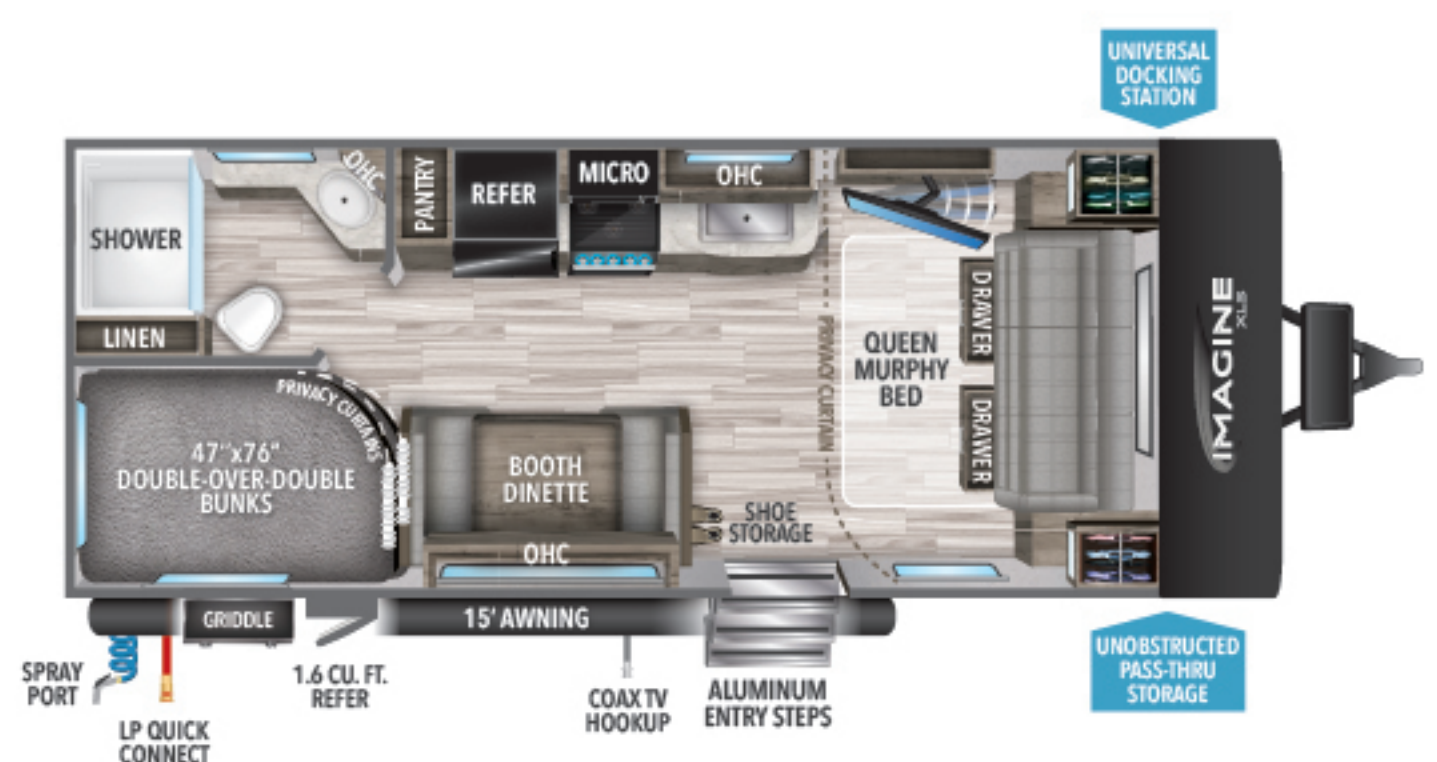 UNIVERSAL
DOCKING
STATION
SHOWER
LINEN
OHC
PANTRY
REFER
MICRO
OHC
PRIVACY CURTAIN
QUEEN
MURPHY
BED
DRAWER
DRAWER
IMAGINE
XLS
PRIVACY CURTAINS
47"x76"
DOUBLE-OVER-DOUBLE
BUNKS
BOOTH
DINETTE
OHC
SHOE
STORAGE
GRIDDLE
15' AWNING
SPRAY
PORT
LP QUICK
CONNECT
1.6 CU. FT.
REFER
COAX TV
HOOKUP
ALUMINUM
ENTRY STEPS
UNOBSTRUCTED
PASS-THRU
STORAGE